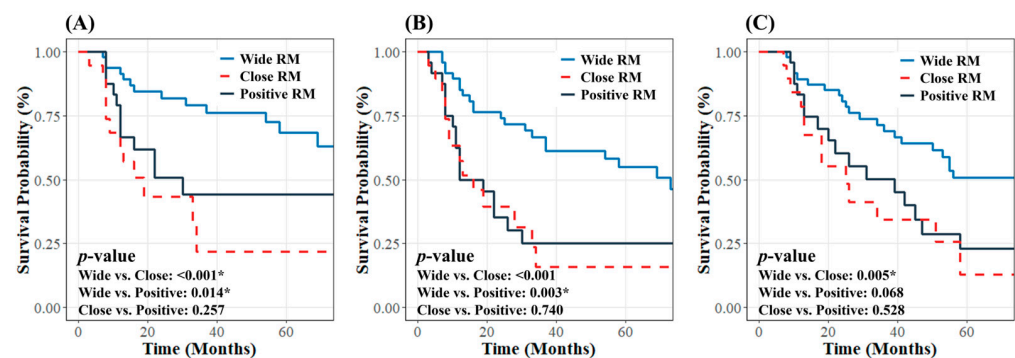 (A)
Survival Probability (%)
1.00
0.75
0.50
0.25
0.00
Wide RM
Close RM
Positive RM
p-value
Wide vs. Close: <0.001*
Wide vs. Positive: 0.014*
Close vs. Positive: 0.257
0
20
40
60
Time (Months)
(B)
Survival Probability (%)
1.00
0.75
0.50
0.25
0.00
Wide RM
Close RM
Positive RM
p-value
Wide vs. Close: <0.001
Wide vs. Positive: 0.003*
Close vs. Positive: 0.740
0
20
40
60
Time (Months)
(C)
Survival Probability (%)
1.00
0.75
0.50
0.25
0.00
Wide RM
Close RM
Positive RM
p-value
Wide vs. Close: 0.005*
Wide vs. Positive: 0.068
Close vs. Positive: 0.528
0
20
40
60
Time (Months)